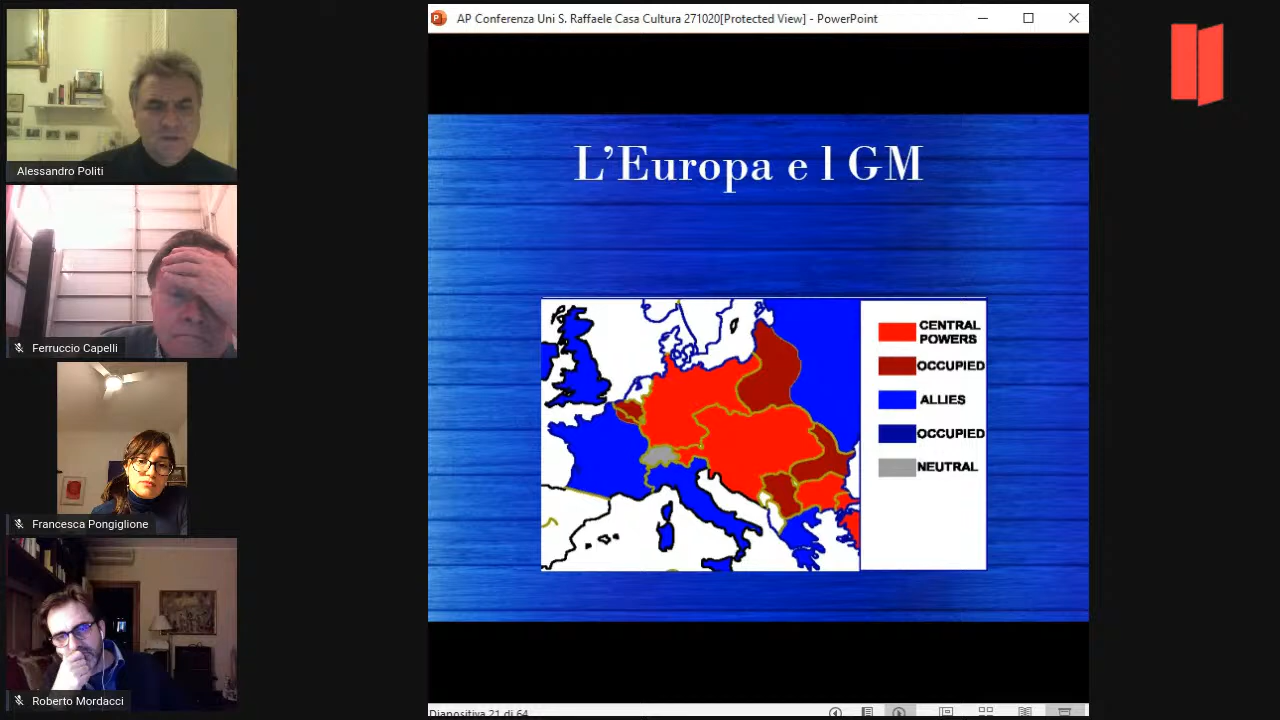 AP Conferenza Uni S. Raffaele Casa Cultura 271020[Protected View] - PowerPoint
Alessandro Politi
Ferruccio Capelli
Francesca Pongiglione
Roberto Mordacci
L’Europa e l GM
CENTRAL
POWERS
OCCUPIED
ALLIES
OCCUPIED
NEUTRAL
Diapositiva 21 di 64